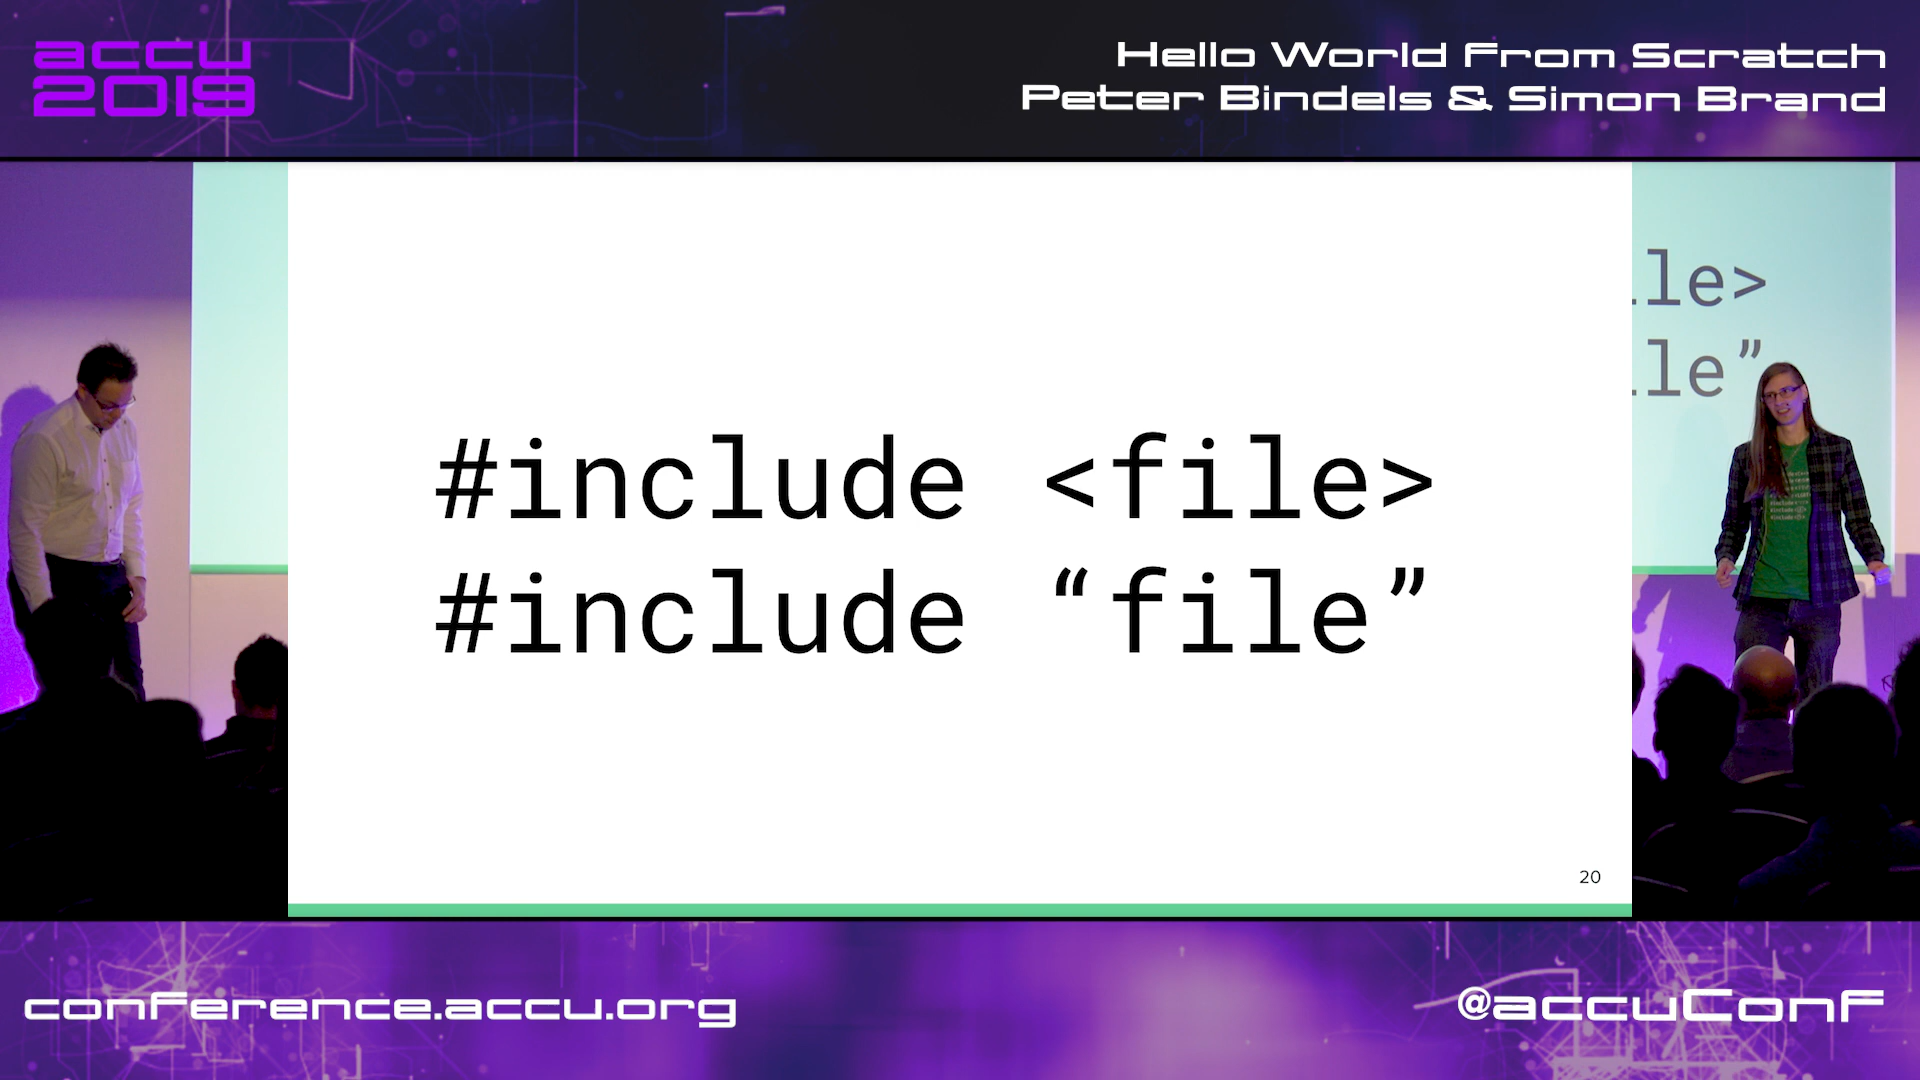 accu
2019
Hello World From Scratch
Peter Bindels & Simon Brand
#include <file>
#include “file”
le>
le”
20
conference.accu.org
@accuConf